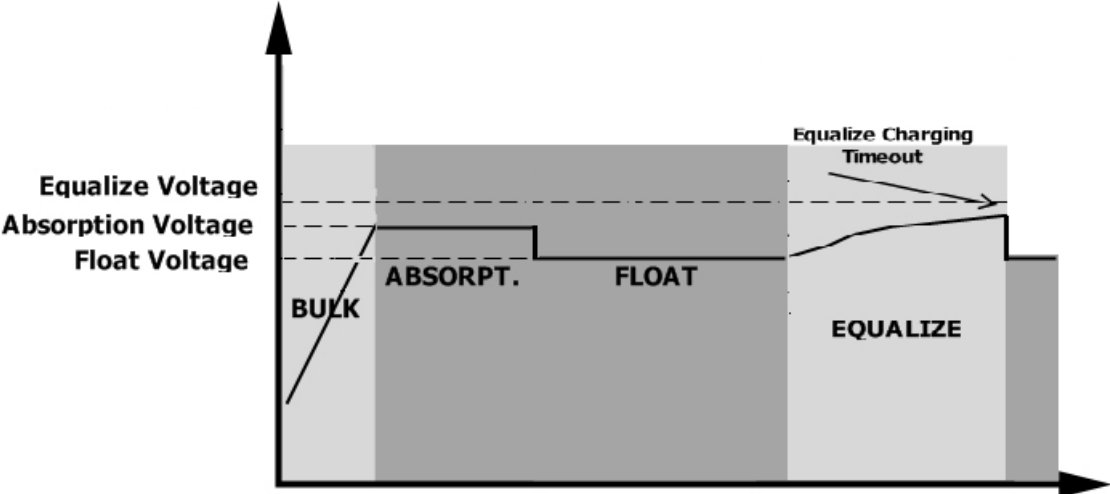 Equalize Charging
Timeout
Equalize Voltage
Absorption Voltage
Float Voltage
ABSORPT.
FLOAT
BULK
EQUALIZE